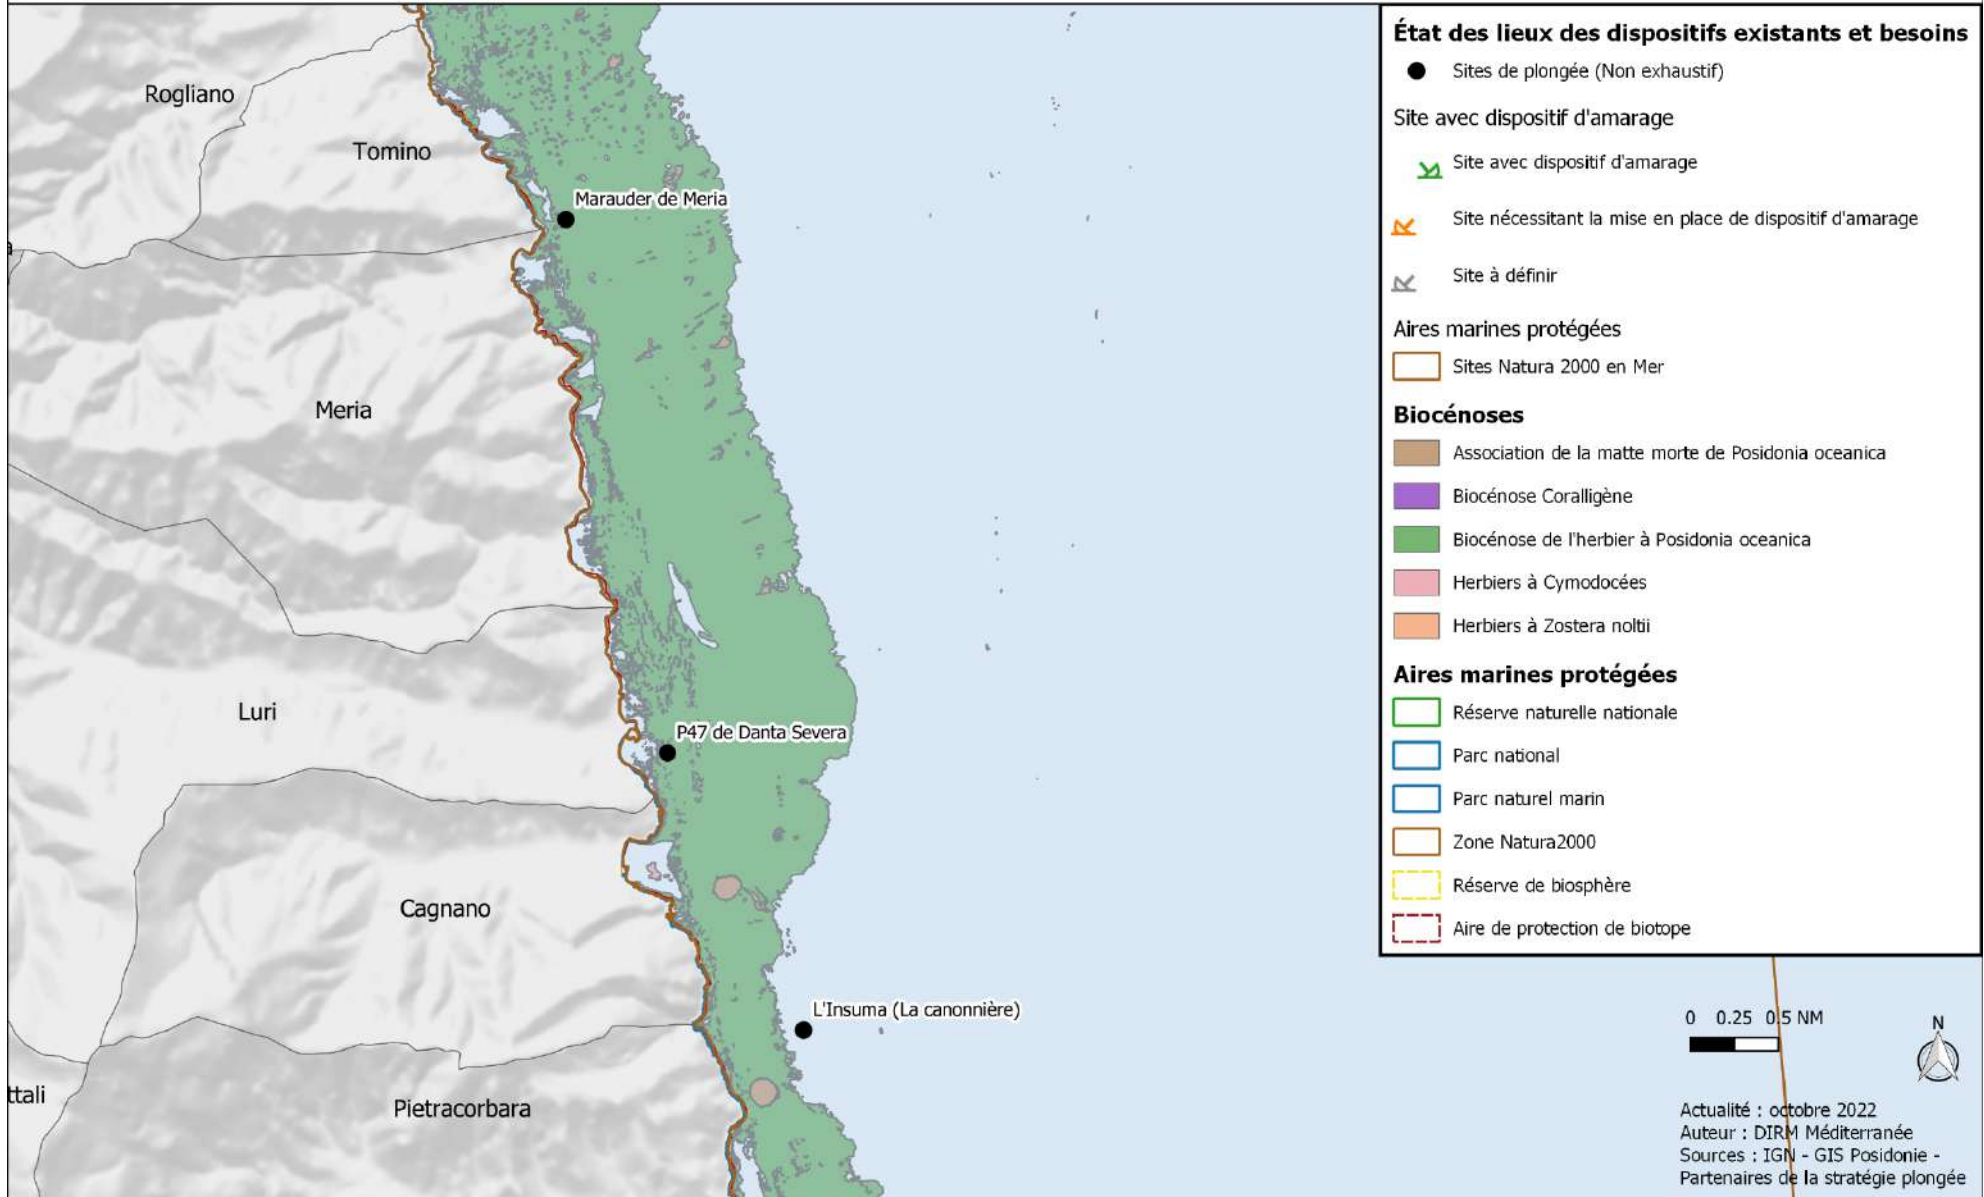 Rogliano
Tomino
Marauder de Meria
a
Meria
Luri
P47 de Danta Severa
Cagnano
L'Insuma (La canonnière)
ttali
Pietracorbara
État des lieux des dispositifs existants et besoins
Sites de plongée (Non exhaustif)
Site avec dispositif d'amarage
Site avec dispositif d'amarage
Site nécessitant la mise en place de dispositif d'amarage
Site à définir
Aires marines protégées
Sites Natura 2000 en Mer
Biocénoses
Association de la matte morte de Posidonia oceanica
Biocénose Coralligène
Biocénose de l'herbier à Posidonia oceanica
Herbiers à Cymodocées
Herbiers à Zostera noltii
Aires marines protégées
Réserve naturelle nationale
Parc national
Parc naturel marin
Zone Natura2000
Réserve de biosphère
Aire de protection de biotope
0 0.25 0.5 NM
N
Actualité : octobre 2022
Auteur : DIRM Méditerranée
Sources : IGN - GIS Posidonie -
Partenaires de la stratégie plongée